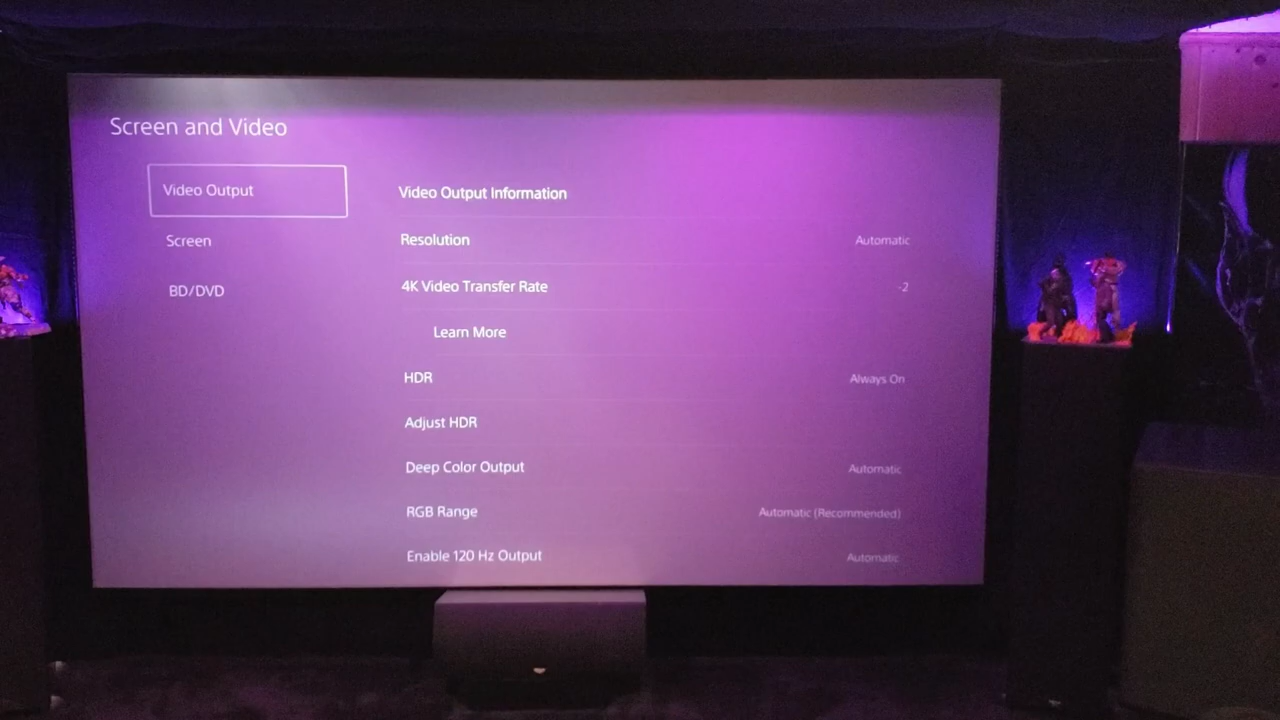 Screen and Video
Video Output
Screen
BD/DVD
Video Output Information
Resolution Automatic
4K Video Transfer Rate -2
Learn More
HDR Always On
Adjust HDR
Deep Color Output Automatic
RGB Range Automatic (Recommended)
Enable 120 Hz Output Automatic